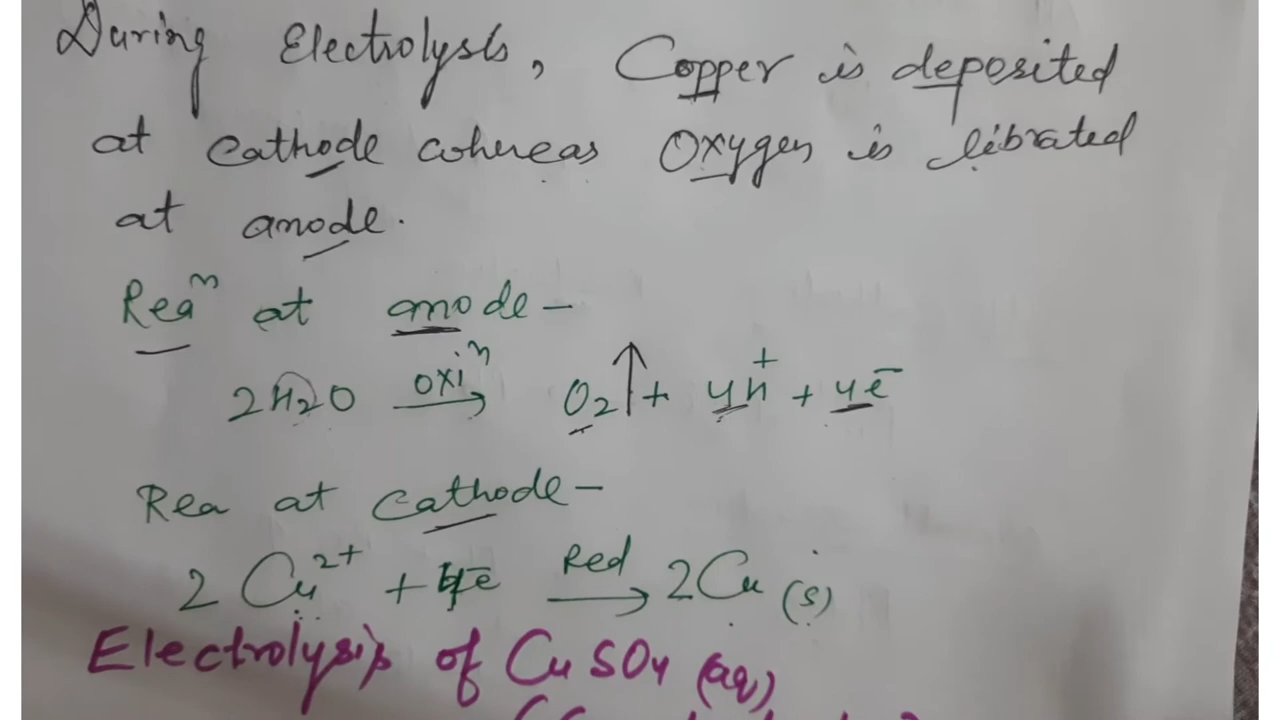 During Electrolysis, Copper is deposited
at cathode whereas Oxygen is librated
at anode.
Reaⁿ at anode –
2H2O oxiⁿ → O2↑ + 4H⁺ + 4e⁻
Rea at cathode –
2Cu²⁺ + 4e⁻ Red → 2Cu (s)
Electrolysis of CuSO4 (aq)